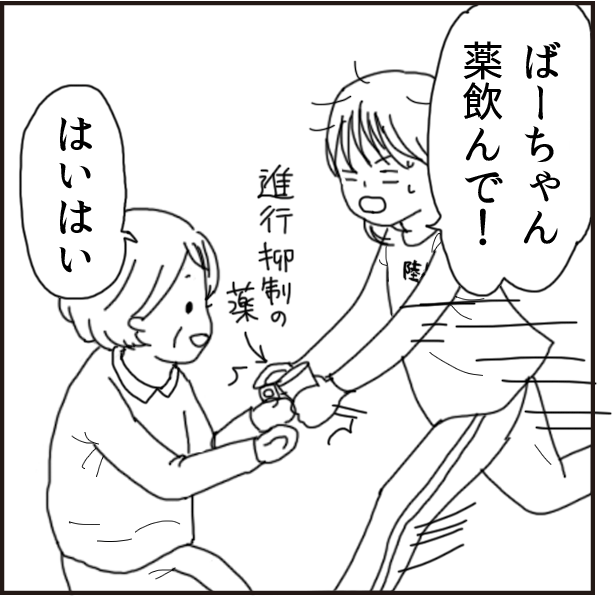 ばーちゃん
薬飲んで！
進行抑制の
薬
陸
はいはい